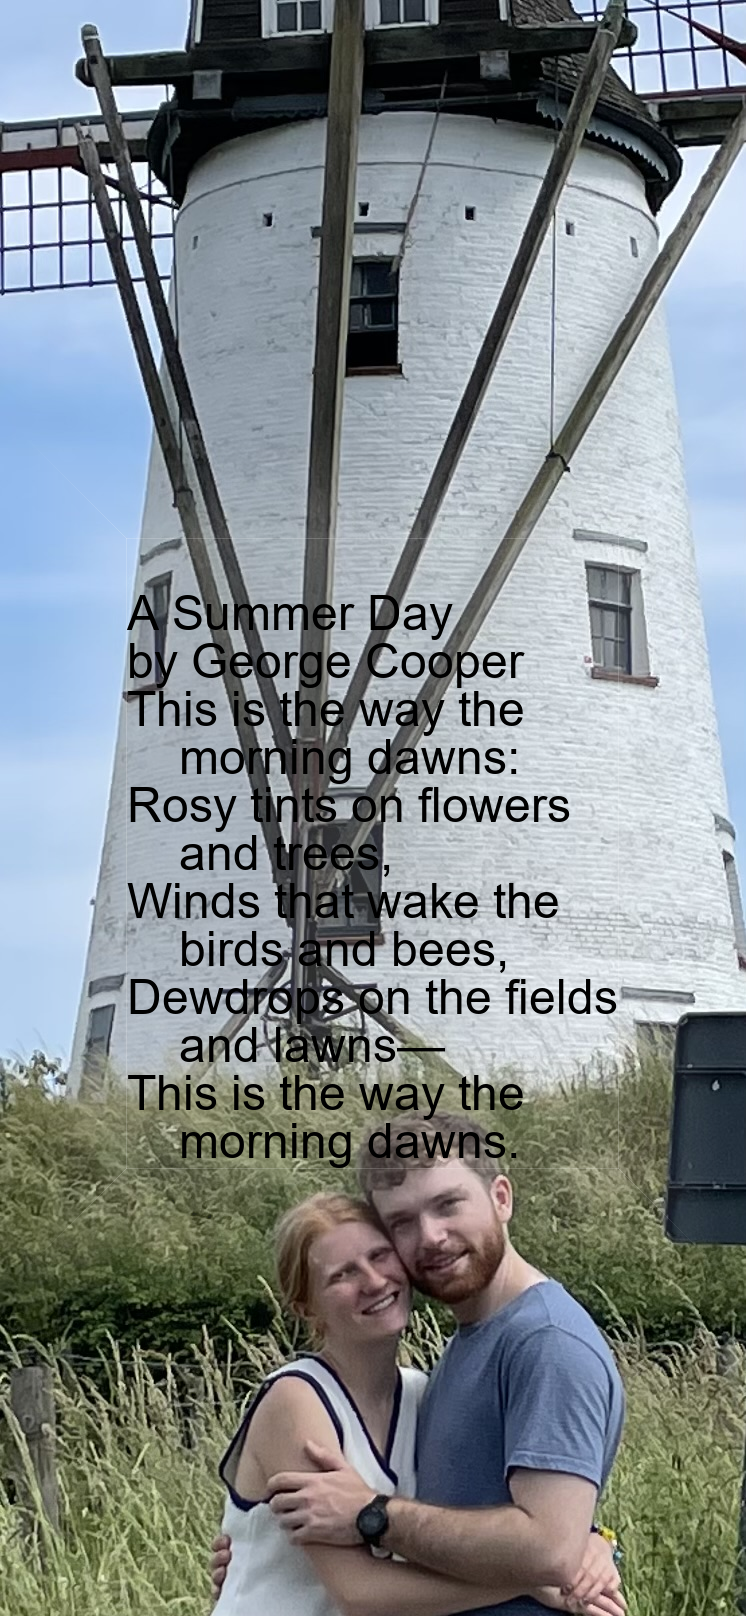 A Summer Day
by George Cooper
This is the way the
morning dawns:
Rosy tints on flowers
and trees,
Winds that wake the
birds and bees,
Dewdrops on the fields
and lawns—
This is the way the
morning dawns.